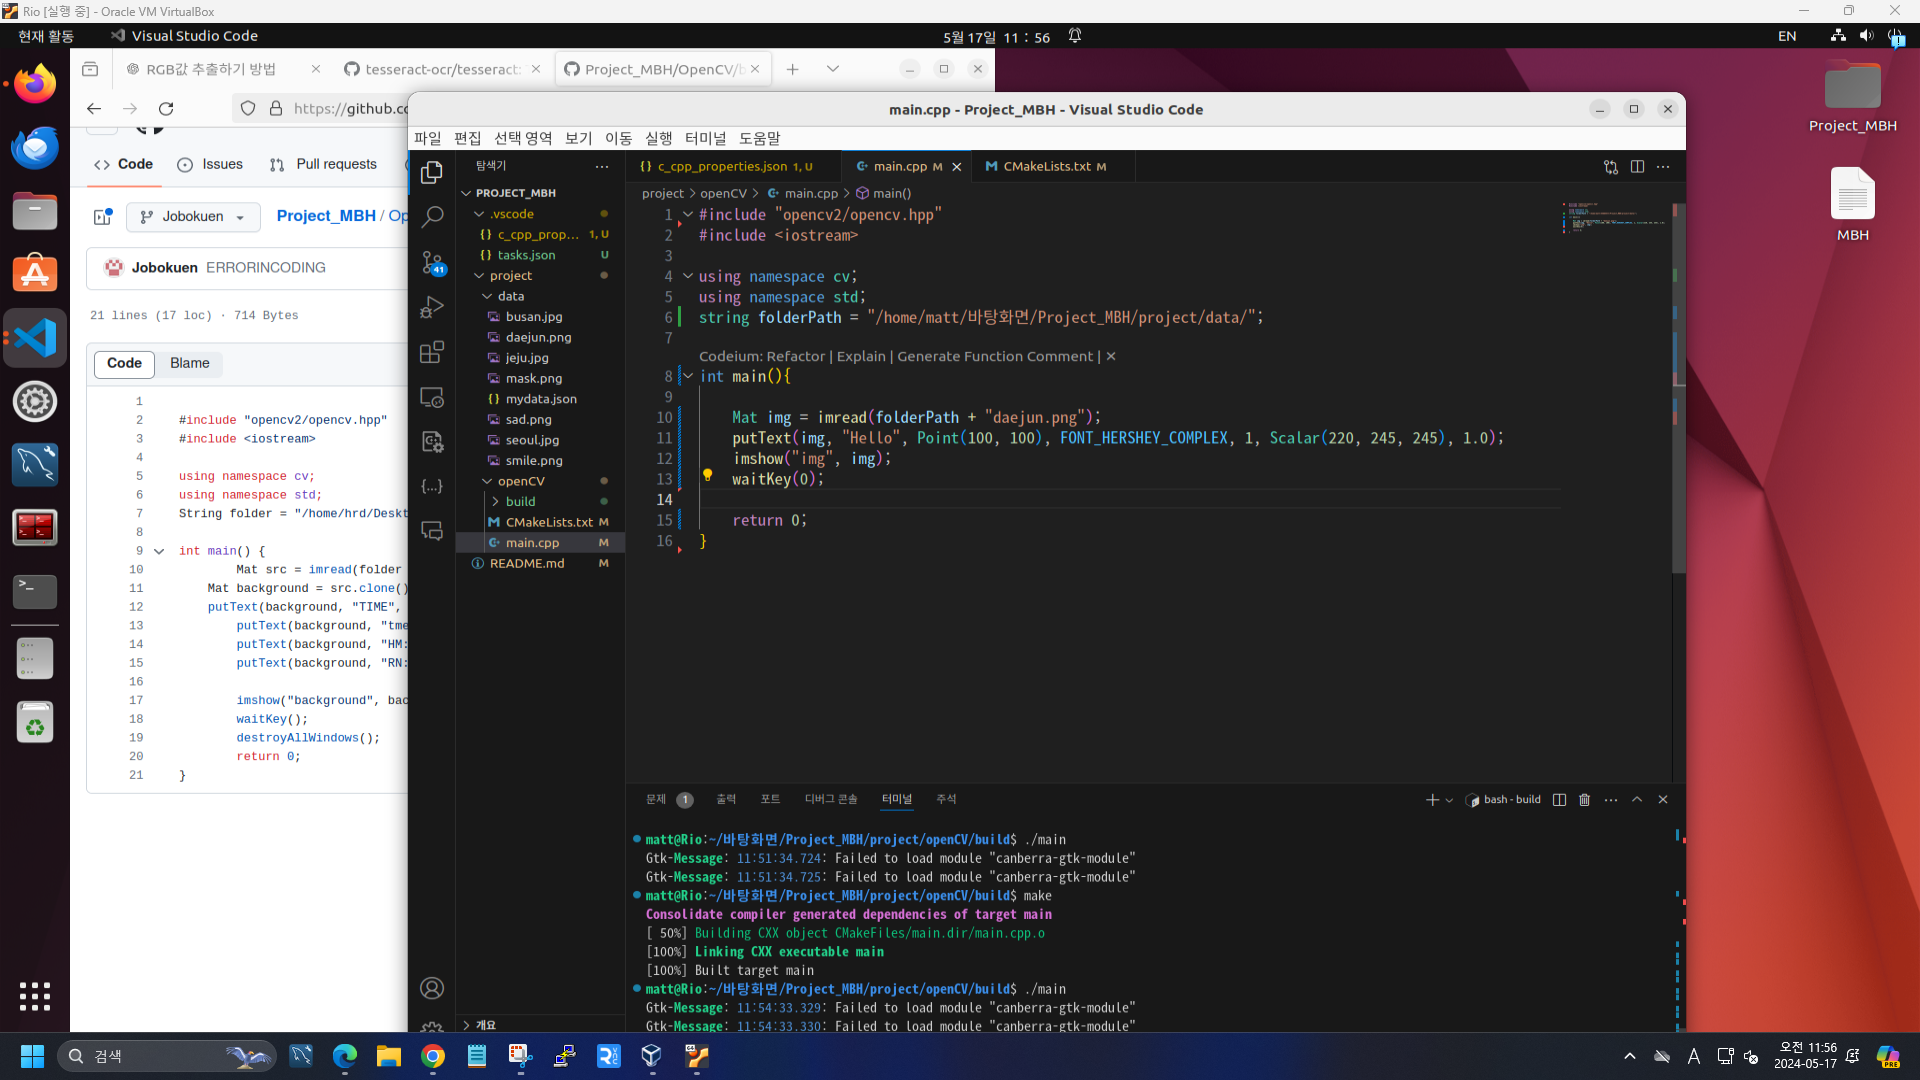 Rio [실행 중] - Oracle VM VirtualBox
현재 활동
Visual Studio Code
5월 17일 11 : 56
EN
RGB값 추출하기 방법
tesseract-ocr/tesseract:
Project_MBH/OpenCV/b
https://github.co
Code
Issues
Pull requests
Jobokuen
Project_MBH / Op
Jobokuen ERRORINCODING
21 lines (17 loc) · 714 Bytes
Code
Blame
1
2 #include "opencv2/opencv.hpp"
3 #include <iostream>
4
5 using namespace cv;
6 using namespace std;
7 String folder = "/home/hrd/Deskt
8
9 int main() {
10 Mat src = imread(folder
11 Mat background = src.clone()
12 putText(background, "TIME",
13 putText(background, "tme
14 putText(background, "HM:
15 putText(background, "RN:
16
17 imshow("background", bac
18 waitKey();
19 destroyAllWindows();
20 return 0;
21 }
main.cpp - Project_MBH - Visual Studio Code
파일 편집 선택 영역 보기 이동 실행 터미널 도움말
탐색기
PROJECT_MBH
.vscode
{} c_cpp_prop... 1, U
{} tasks.json U
project
data
busan.jpg
daejun.png
jeju.jpg
mask.png
{} mydata.json
sad.png
seoul.jpg
smile.png
openCV
build
CMakeLists.txt M
main.cpp M
README.md M
41
개요
{} c_cpp_properties.json 1, U
main.cpp M
CMakeLists.txt M
project > openCV > main.cpp > main()
1 #include "opencv2/opencv.hpp"
2 #include <iostream>
3
4 using namespace cv;
5 using namespace std;
6 string folderPath = "/home/matt/바탕화면/Project_MBH/project/data/";
7
Codeium: Refactor | Explain | Generate Function Comment | ✕
8 int main(){
9
10 Mat img = imread(folderPath + "daejun.png");
11 putText(img, "Hello", Point(100, 100), FONT_HERSHEY_COMPLEX, 1, Scalar(220, 245, 245), 1.0);
12 imshow("img", img);
13 waitKey(0);
14
15 return 0;
16 }
문제 1 출력 포트 디버그 콘솔 터미널 주석
bash - build
matt@Rio:~/바탕화면/Project_MBH/project/openCV/build$ ./main
Gtk-Message: 11:51:34.724: Failed to load module "canberra-gtk-module"
Gtk-Message: 11:51:34.725: Failed to load module "canberra-gtk-module"
matt@Rio:~/바탕화면/Project_MBH/project/openCV/build$ make
Consolidate compiler generated dependencies of target main
[ 50%] Building CXX object CMakeFiles/main.dir/main.cpp.o
[100%] Linking CXX executable main
[100%] Built target main
matt@Rio:~/바탕화면/Project_MBH/project/openCV/build$ ./main
Gtk-Message: 11:54:33.329: Failed to load module "canberra-gtk-module"
Gtk-Message: 11:54:33.330: Failed to load module "canberra-gtk-module"
Project_MBH
MBH
검색
A
오전 11:56
2024-05-17
PRE